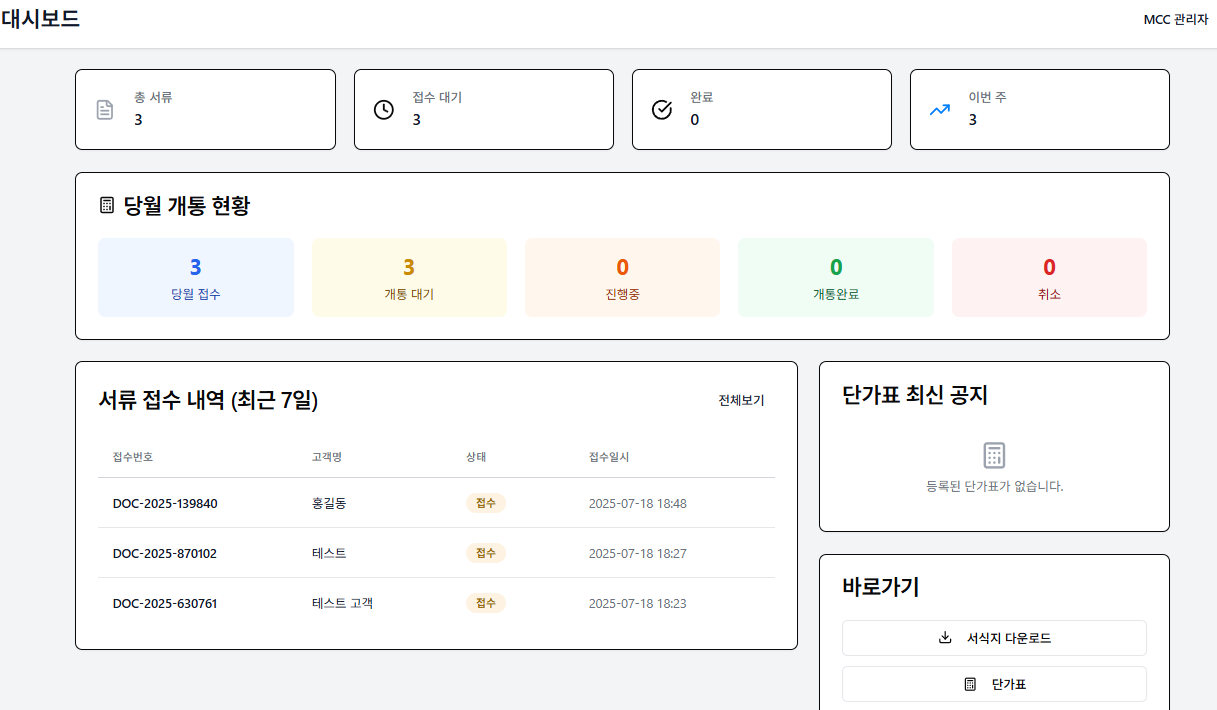 대시보드
MCC 관리자
총 서류
3
접수 대기
3
완료
0
이번 주
3
당월 개통 현황
3
당월 접수
3
개통 대기
0
진행중
0
개통완료
0
취소
서류 접수 내역 (최근 7일)
전체보기
접수번호 고객명 상태 접수일시
DOC-2025-139840 홍길동 접수 2025-07-18 18:48
DOC-2025-870102 테스트 접수 2025-07-18 18:27
DOC-2025-630761 테스트 고객 접수 2025-07-18 18:23
단가표 최신 공지
등록된 단가표가 없습니다.
바로가기
서식지 다운로드
단가표